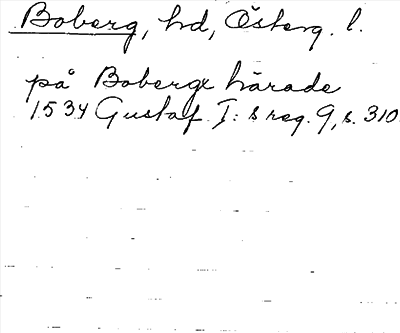 Boberg, hd, Österg. l.
på Boberge härade
1534 Gustaf I:s reg. 9, s. 310